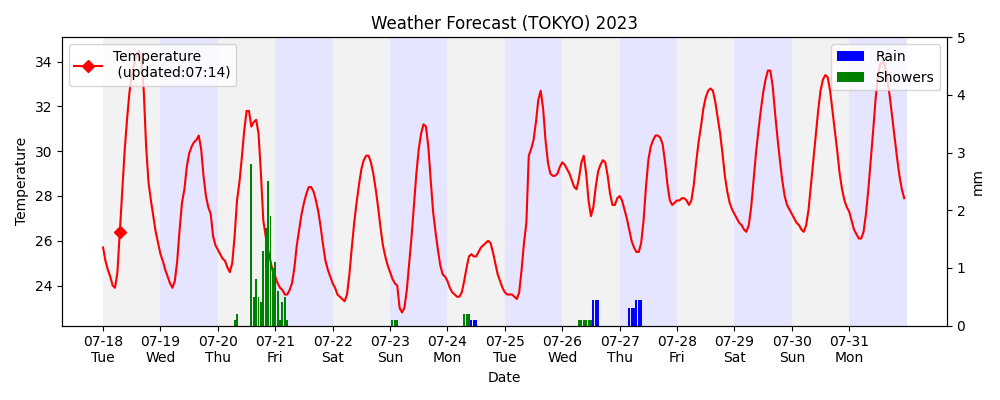 Weather Forecast (TOKYO) 2023
Temperature
(updated:07:14)
Rain
Showers
Temperature
34
32
30
28
26
24
5
4
3
2
1
0
mm
07-18 07-19 07-20 07-21 07-22 07-23 07-24 07-25 07-26 07-27 07-28 07-29 07-30 07-31
Tue Wed Thu Fri Sat Sun Mon Tue Wed Thu Fri Sat Sun Mon
Date